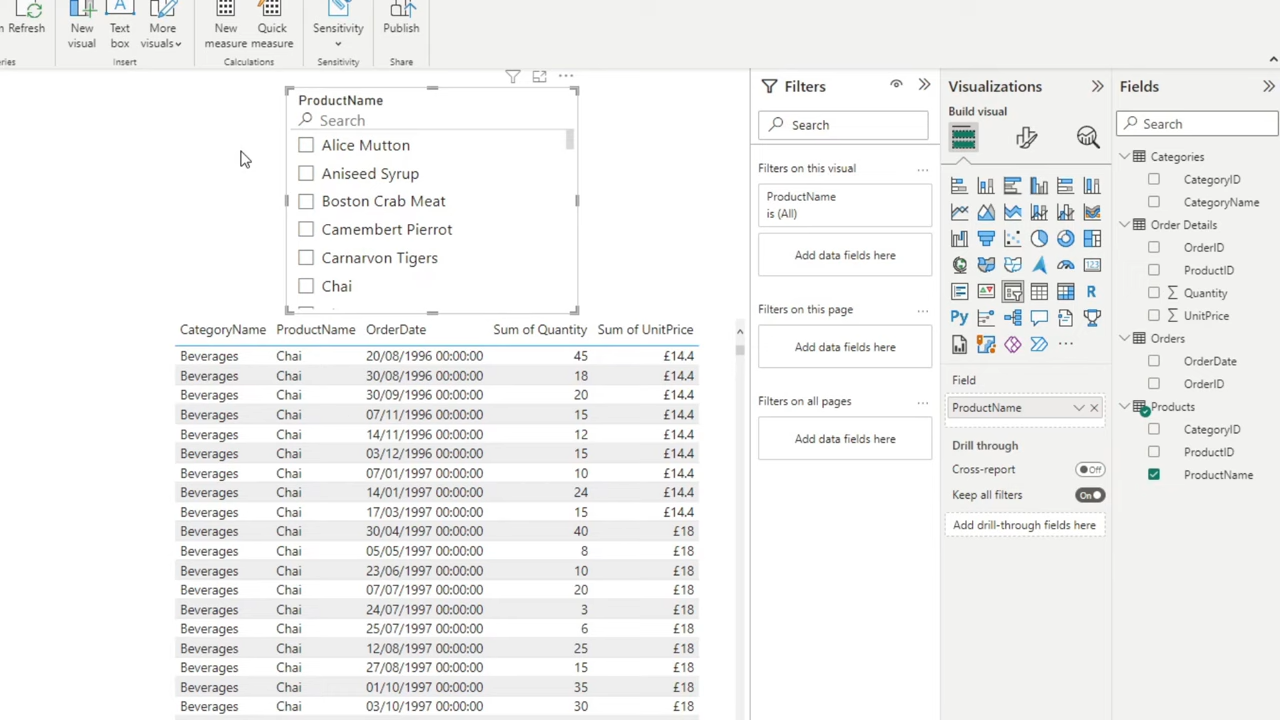 n Refresh
New visual
Text box
More visuals
New measure
Quick measure
Sensitivity
Publish
ries
Insert
Calculations
Sensitivity
Share
ProductName
Search
Alice Mutton
Aniseed Syrup
Boston Crab Meat
Camembert Pierrot
Carnarvon Tigers
Chai
CategoryName ProductName OrderDate Sum of Quantity Sum of UnitPrice
Beverages Chai 20/08/1996 00:00:00 45 £14.4
Beverages Chai 30/08/1996 00:00:00 18 £14.4
Beverages Chai 30/09/1996 00:00:00 20 £14.4
Beverages Chai 07/11/1996 00:00:00 15 £14.4
Beverages Chai 14/11/1996 00:00:00 12 £14.4
Beverages Chai 03/12/1996 00:00:00 15 £14.4
Beverages Chai 07/01/1997 00:00:00 10 £14.4
Beverages Chai 14/01/1997 00:00:00 24 £14.4
Beverages Chai 17/03/1997 00:00:00 15 £14.4
Beverages Chai 30/04/1997 00:00:00 40 £18
Beverages Chai 05/05/1997 00:00:00 8 £18
Beverages Chai 23/06/1997 00:00:00 10 £18
Beverages Chai 07/07/1997 00:00:00 20 £18
Beverages Chai 24/07/1997 00:00:00 3 £18
Beverages Chai 25/07/1997 00:00:00 6 £18
Beverages Chai 12/08/1997 00:00:00 25 £18
Beverages Chai 27/08/1997 00:00:00 15 £18
Beverages Chai 01/10/1997 00:00:00 35 £18
Beverages Chai 03/10/1997 00:00:00 30 £18
Filters
Search
Filters on this visual
ProductName
is (All)
Add data fields here
Filters on this page
Add data fields here
Filters on all pages
Add data fields here
Visualizations
Build visual
123
R
Py
Field
ProductName
Drill through
Cross-report Off
Keep all filters On
Add drill-through fields here
Fields
Search
Categories
CategoryID
CategoryName
Order Details
OrderID
ProductID
Quantity
UnitPrice
Orders
OrderDate
OrderID
Products
CategoryID
ProductID
ProductName